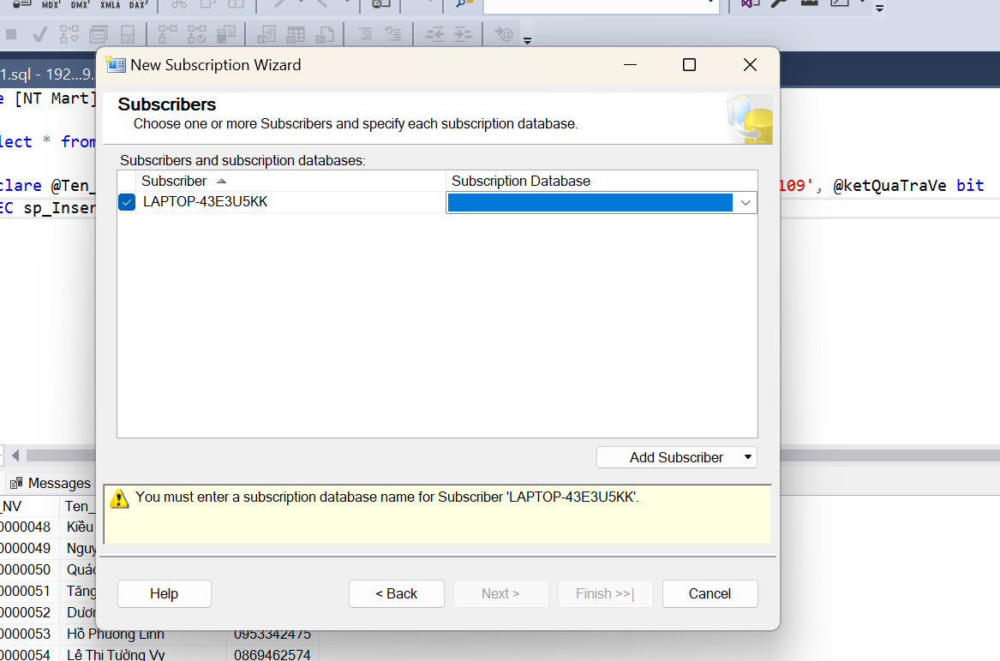 MDX DMX XMLA DAX
1.sql - 192...9.
New Subscription Wizard
e [NT Mart]
Subscribers
Choose one or more Subscribers and specify each subscription database.
lect * from
Subscribers and subscription databases:
Subscriber Subscription Database
clare @Ten_ 109', @ketQuaTraVe bit
LAPTOP-43E3U5KK
EC sp_Inser
Add Subscriber
Messages
You must enter a subscription database name for Subscriber 'LAPTOP-43E3U5KK'.
_NV Ten_
0000048 Kiều
0000049 Nguy
0000050 Quác
0000051 Tăng
0000052 Dươn
Help < Back Next > Finish >>| Cancel
0000053 Hồ Phương Linh 0953342475
0000054 Lê Thị Tường Vy 0869462574